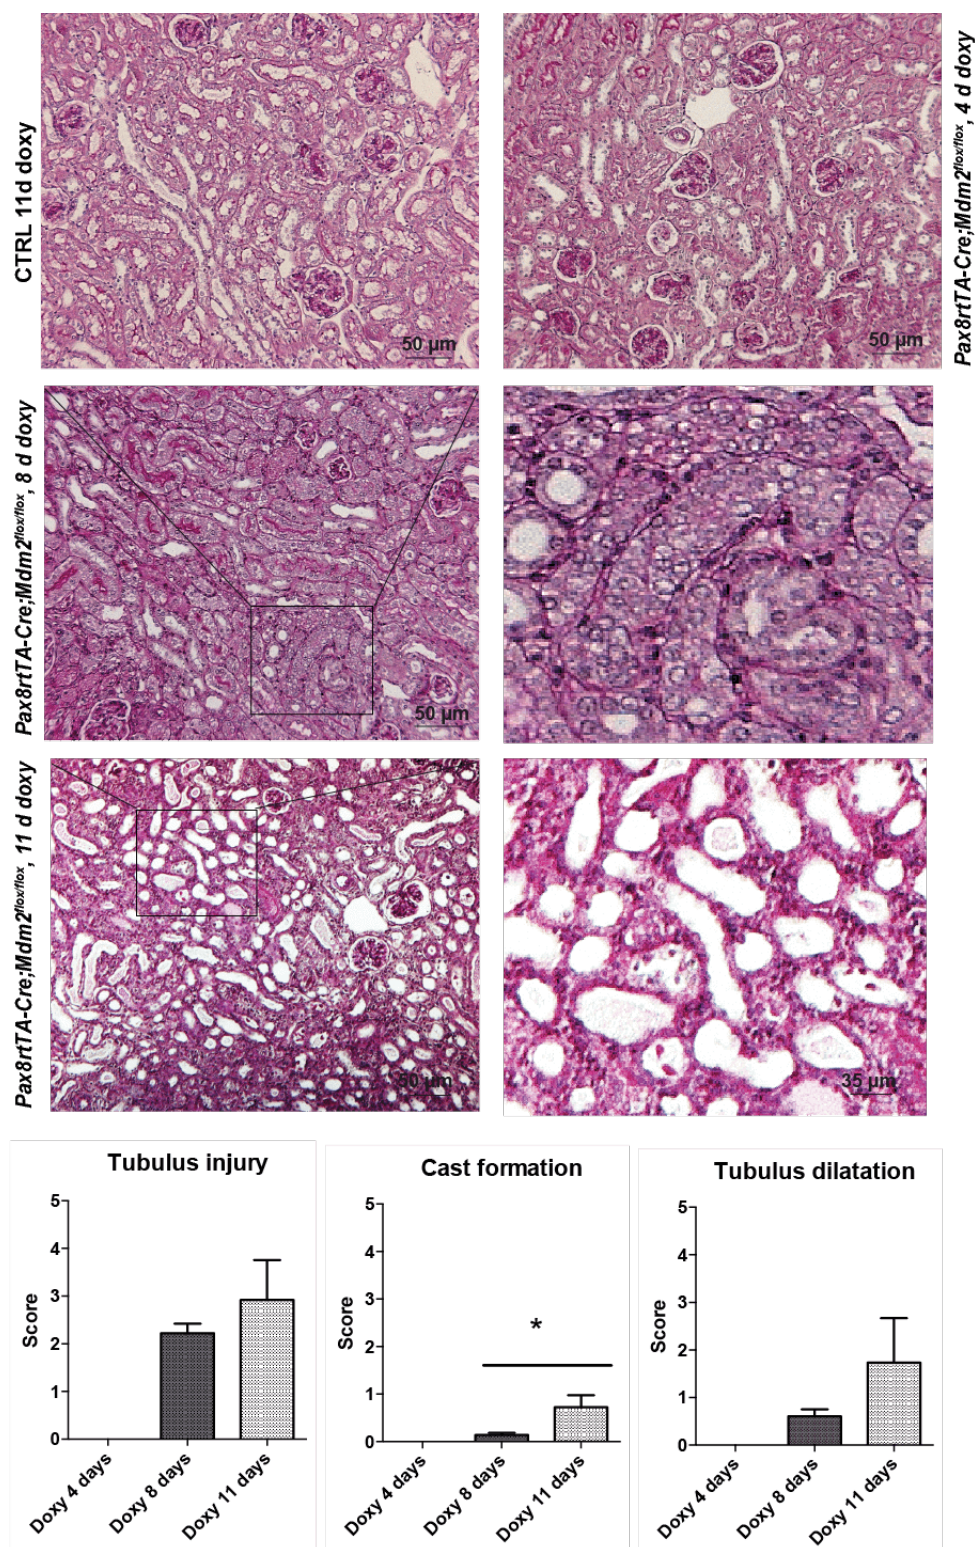 CTRL 11d doxy
50 µm
50 µm
Pax8rtTA-Cre;Mdm2flox/flox, 4 d doxy
Pax8rtTA-Cre;Mdm2flox/flox, 8 d doxy
50 µm
Pax8rtTA-Cre;Mdm2flox/flox, 11 d doxy
50 µm
35 µm
Tubulus injury
5
4
3
2
1
0
Score
Doxy 4 days
Doxy 8 days
Doxy 11 days
Cast formation
5
4
3
2
1
0
Score
*
Doxy 4 days
Doxy 8 days
Doxy 11 days
Tubulus dilatation
5
4
3
2
1
0
Score
Doxy 4 days
Doxy 8 days
Doxy 11 days